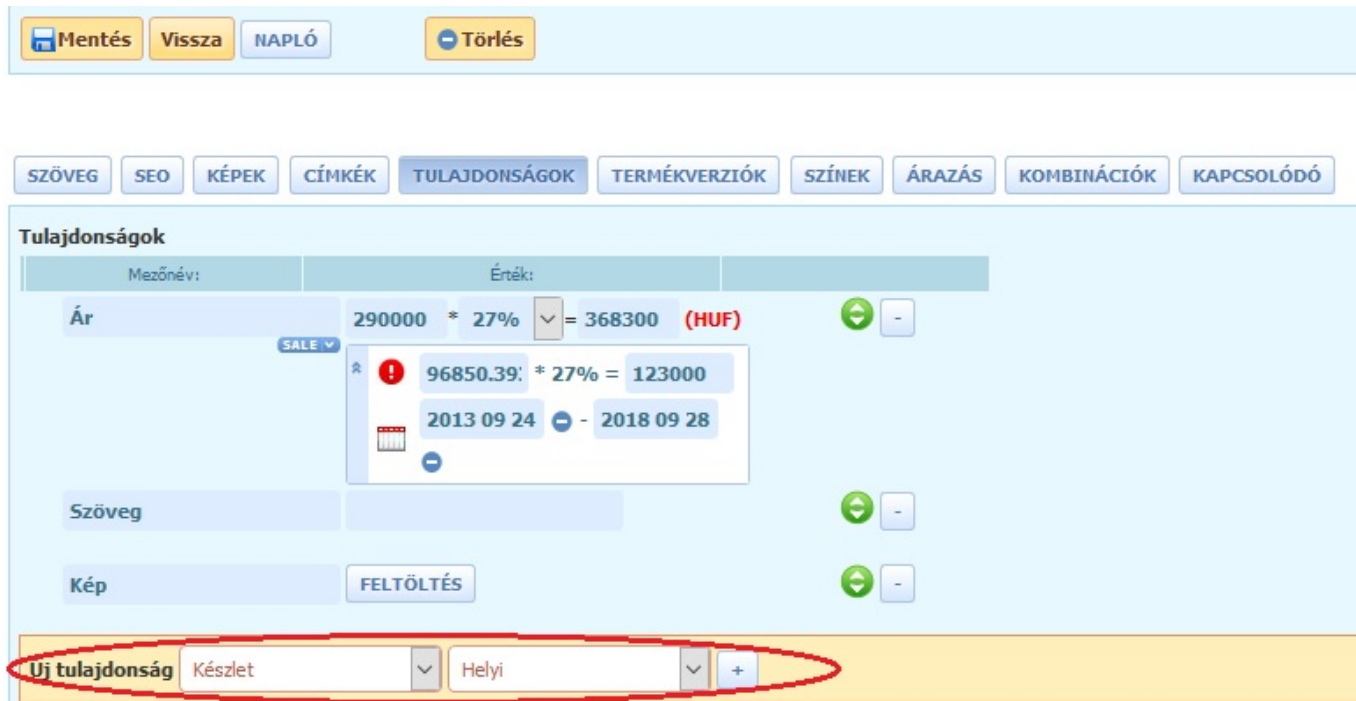 Mentés Vissza NAPLÓ Törlés
SZÖVEG SEO KÉPEK CÍMKÉK TULAJDONSÁGOK TERMÉKVERZIÓK SZÍNEK ÁRAZÁS KOMBINÁCIÓK KAPCSOLÓDÓ
Tulajdonságok
Mezőnév: Érték:
Ár 290000 * 27% = 368300 (HUF) -
SALE
96850.39 * 27% = 123000
2013 09 24 - 2018 09 28
Szöveg -
Kép FELTÖLTÉS -
Uj tulajdonság Készlet Helyi +